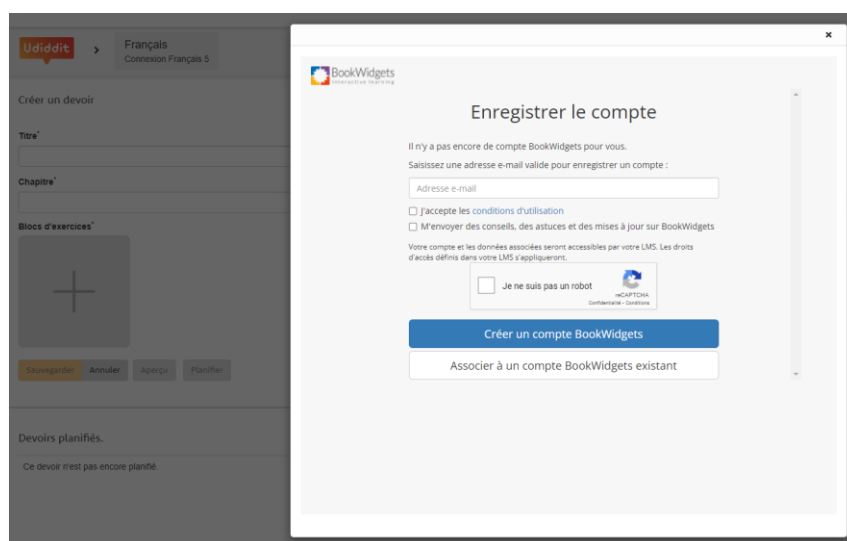 Udiddit
>
Français
Connexion Français 5
Créer un devoir
Titre*
Chapitre*
Blocs d'exercices*
Sauvegarder Annuler Aperçu Planifier
Devoirs planifiés.
Ce devoir n'est pas encore planifié.
×
BookWidgets
interactive learning
Enregistrer le compte
Il n'y a pas encore de compte BookWidgets pour vous.
Saisissez une adresse e-mail valide pour enregistrer un compte :
Adresse e-mail
J'accepte les conditions d'utilisation
M'envoyer des conseils, des astuces et des mises à jour sur BookWidgets
Votre compte et les données associées seront accessibles par votre LMS. Les droits
d'accès définis dans votre LMS s'appliqueront.
Je ne suis pas un robot
reCAPTCHA
Confidentialité - Conditions
Créer un compte BookWidgets
Associer à un compte BookWidgets existant